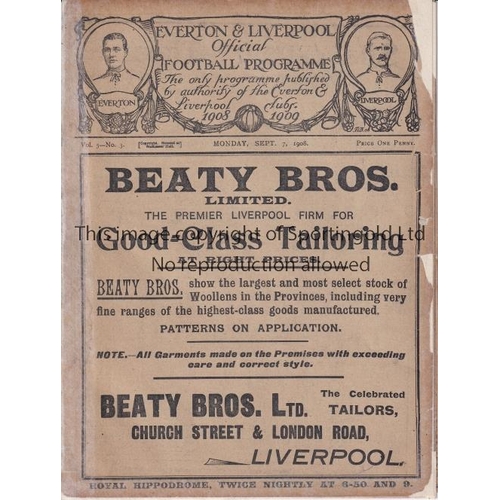 EVERTON & LIVERPOOL
Official
FOOTBALL PROGRAMME
The only programme published
by authority of the Everton &
Liverpool clubs.
1908 1909
EVERTON
LIVERPOOL
MONDAY, SEPT. 7, 1908.
PRICE ONE PENNY.
BEATY BROS.
LIMITED.
THE PREMIER LIVERPOOL FIRM FOR
This image copyright of Sportingold Ltd
Good-Class Tailoring
AT RIGHT PRICES.
No reproduction allowed
BEATY BROS. show the largest and most select stock of
Woollens in the Provinces, including very
fine ranges of the highest-class goods manufactured.
PATTERNS ON APPLICATION.
NOTE.—All Garments made on the Premises with exceeding
care and correct style.
BEATY BROS. LTD. The Celebrated
TAILORS,
CHURCH STREET & LONDON ROAD,
LIVERPOOL.
ROYAL HIPPODROME, TWICE NIGHTLY AT 6-50 AND 9.